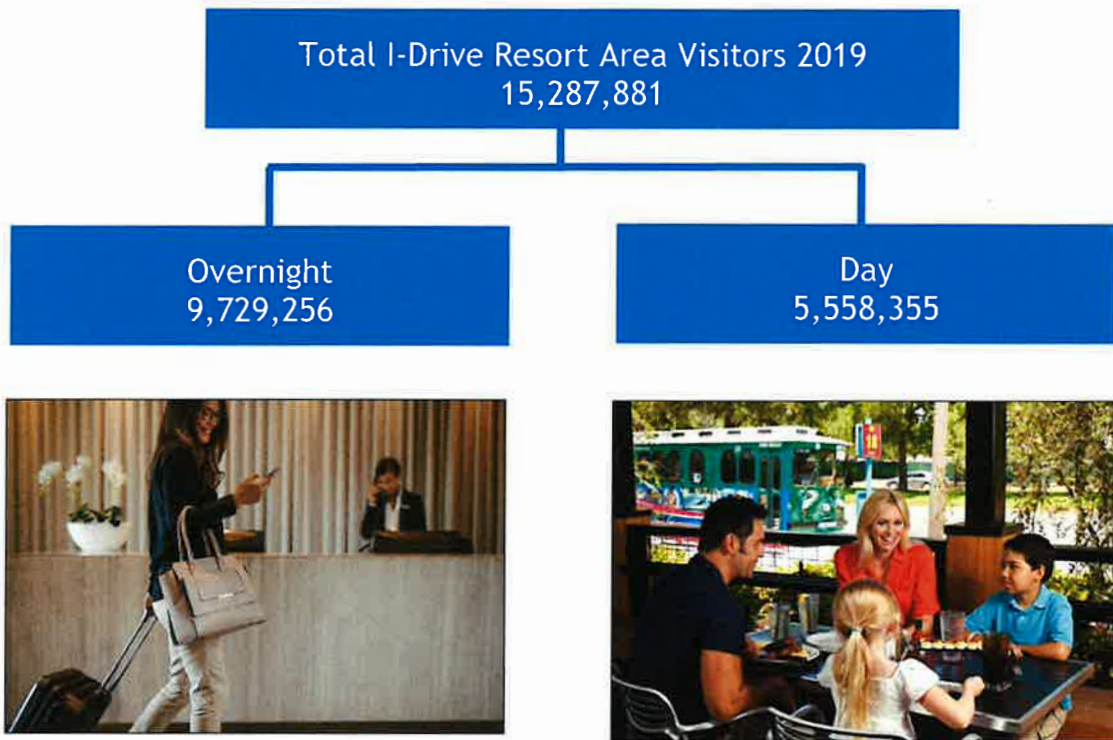 Total I-Drive Resort Area Visitors 2019
15,287,881
Overnight
9,729,256
Day
5,558,355